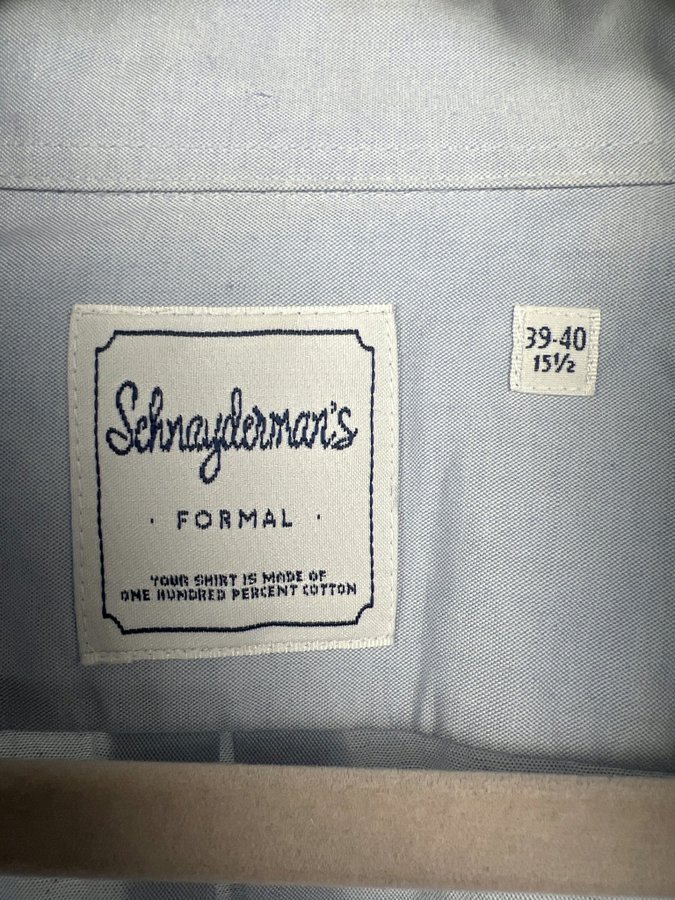 Schnayderman's
· FORMAL ·
YOUR SHIRT IS MADE OF
ONE HUNDRED PERCENT COTTON
39-40
15½